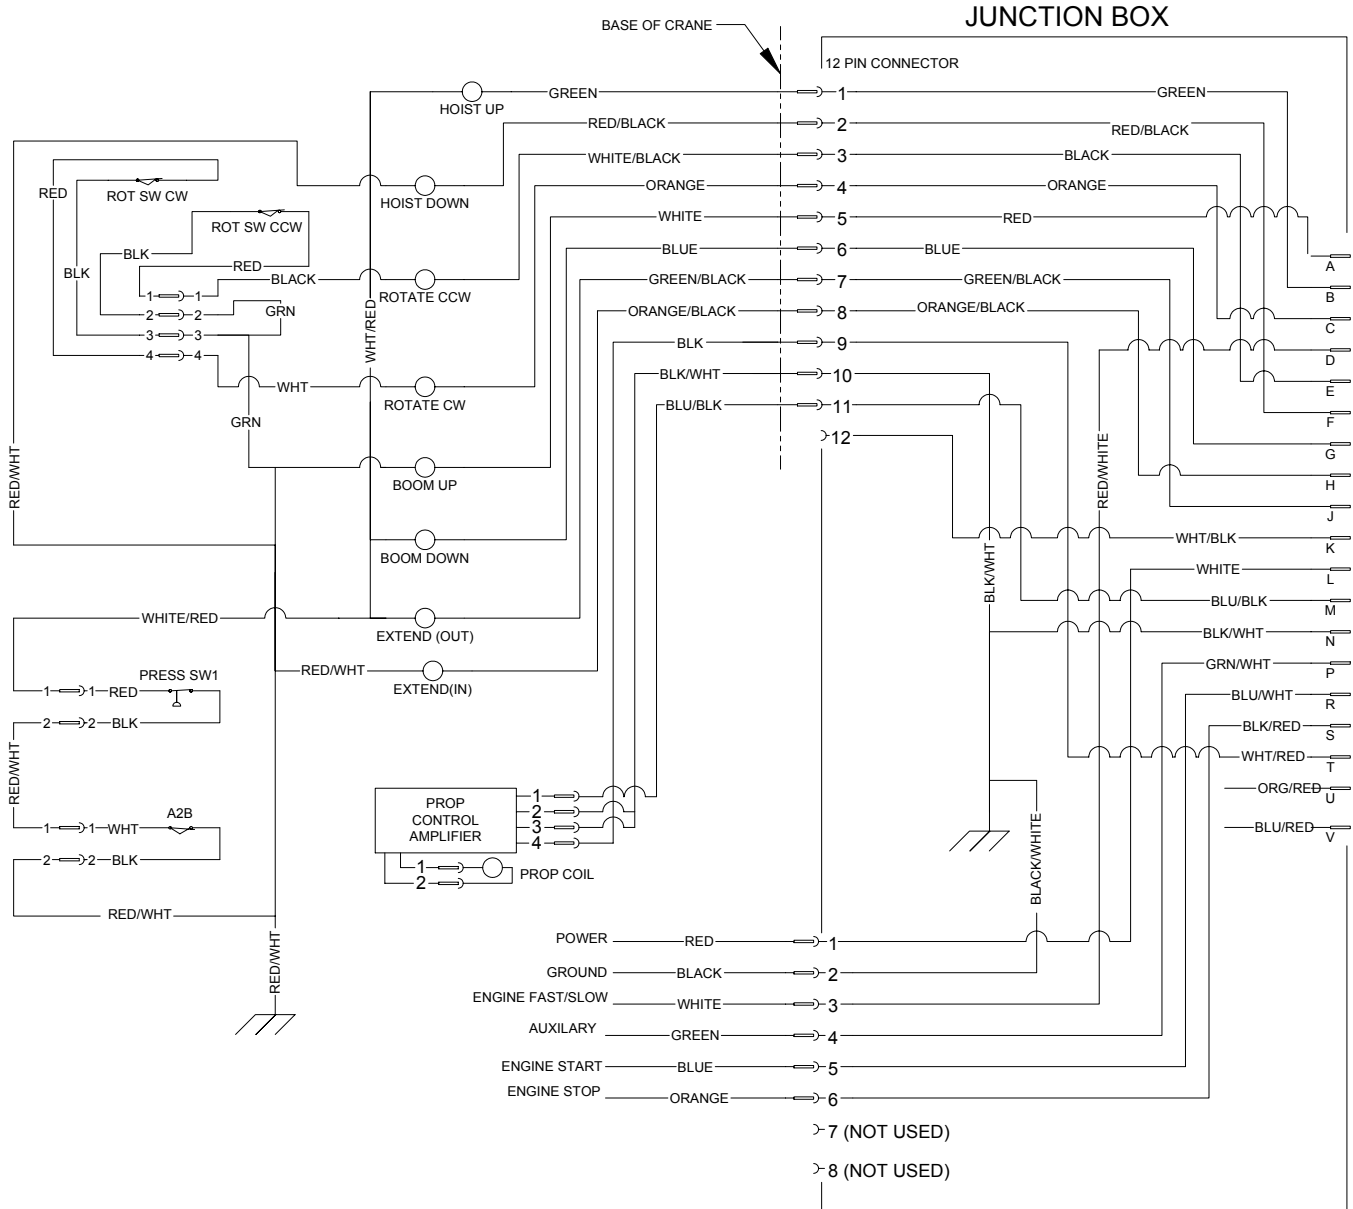 JUNCTION BOX
BASE OF CRANE
12 PIN CONNECTOR
HOIST UP
GREEN
1
GREEN
RED/BLACK
2
RED/BLACK
WHITE/BLACK
3
BLACK
RED
ROT SW CW
HOIST DOWN
ORANGE
4
ORANGE
ROT SW CCW
WHITE
5
RED
BLK
BLK
RED
BLUE
6
BLUE
A
BLACK
ROTATE CCW
GREEN/BLACK
7
GREEN/BLACK
B
1
1
GRN
2
2
WHT/RED
ORANGE/BLACK
8
ORANGE/BLACK
C
3
3
BLK
9
D
4
4
WHT
ROTATE CW
BLK/WHT
10
E
GRN
BLU/BLK
11
F
12
G
RED/WHT
BOOM UP
RED/WHITE
H
J
BOOM DOWN
BLK/WHT
WHT/BLK
K
WHITE
L
WHITE/RED
EXTEND (OUT)
BLU/BLK
M
BLK/WHT
N
RED/WHT
EXTEND(IN)
GRN/WHT
P
PRESS SW1
1
1
RED
BLU/WHT
R
2
2
BLK
BLK/RED
S
RED/WHT
WHT/RED
T
ORG/RED
U
BLU/RED
V
PROP
CONTROL
AMPLIFIER
1
2
3
4
1
2
PROP COIL
A2B
1
1
WHT
2
2
BLK
BLACK/WHITE
RED/WHT
RED/WHT
POWER
RED
1
GROUND
BLACK
2
ENGINE FAST/SLOW
WHITE
3
AUXILARY
GREEN
4
ENGINE START
BLUE
5
ENGINE STOP
ORANGE
6
7 (NOT USED)
8 (NOT USED)